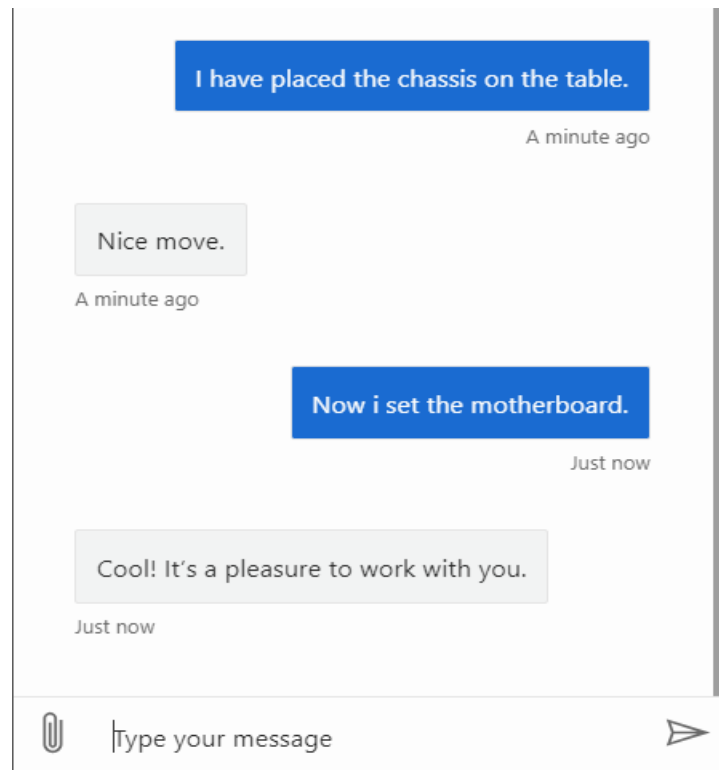 I have placed the chassis on the table.
A minute ago
Nice move.
A minute ago
Now i set the motherboard.
Just now
Cool! It's a pleasure to work with you.
Just now
Type your message